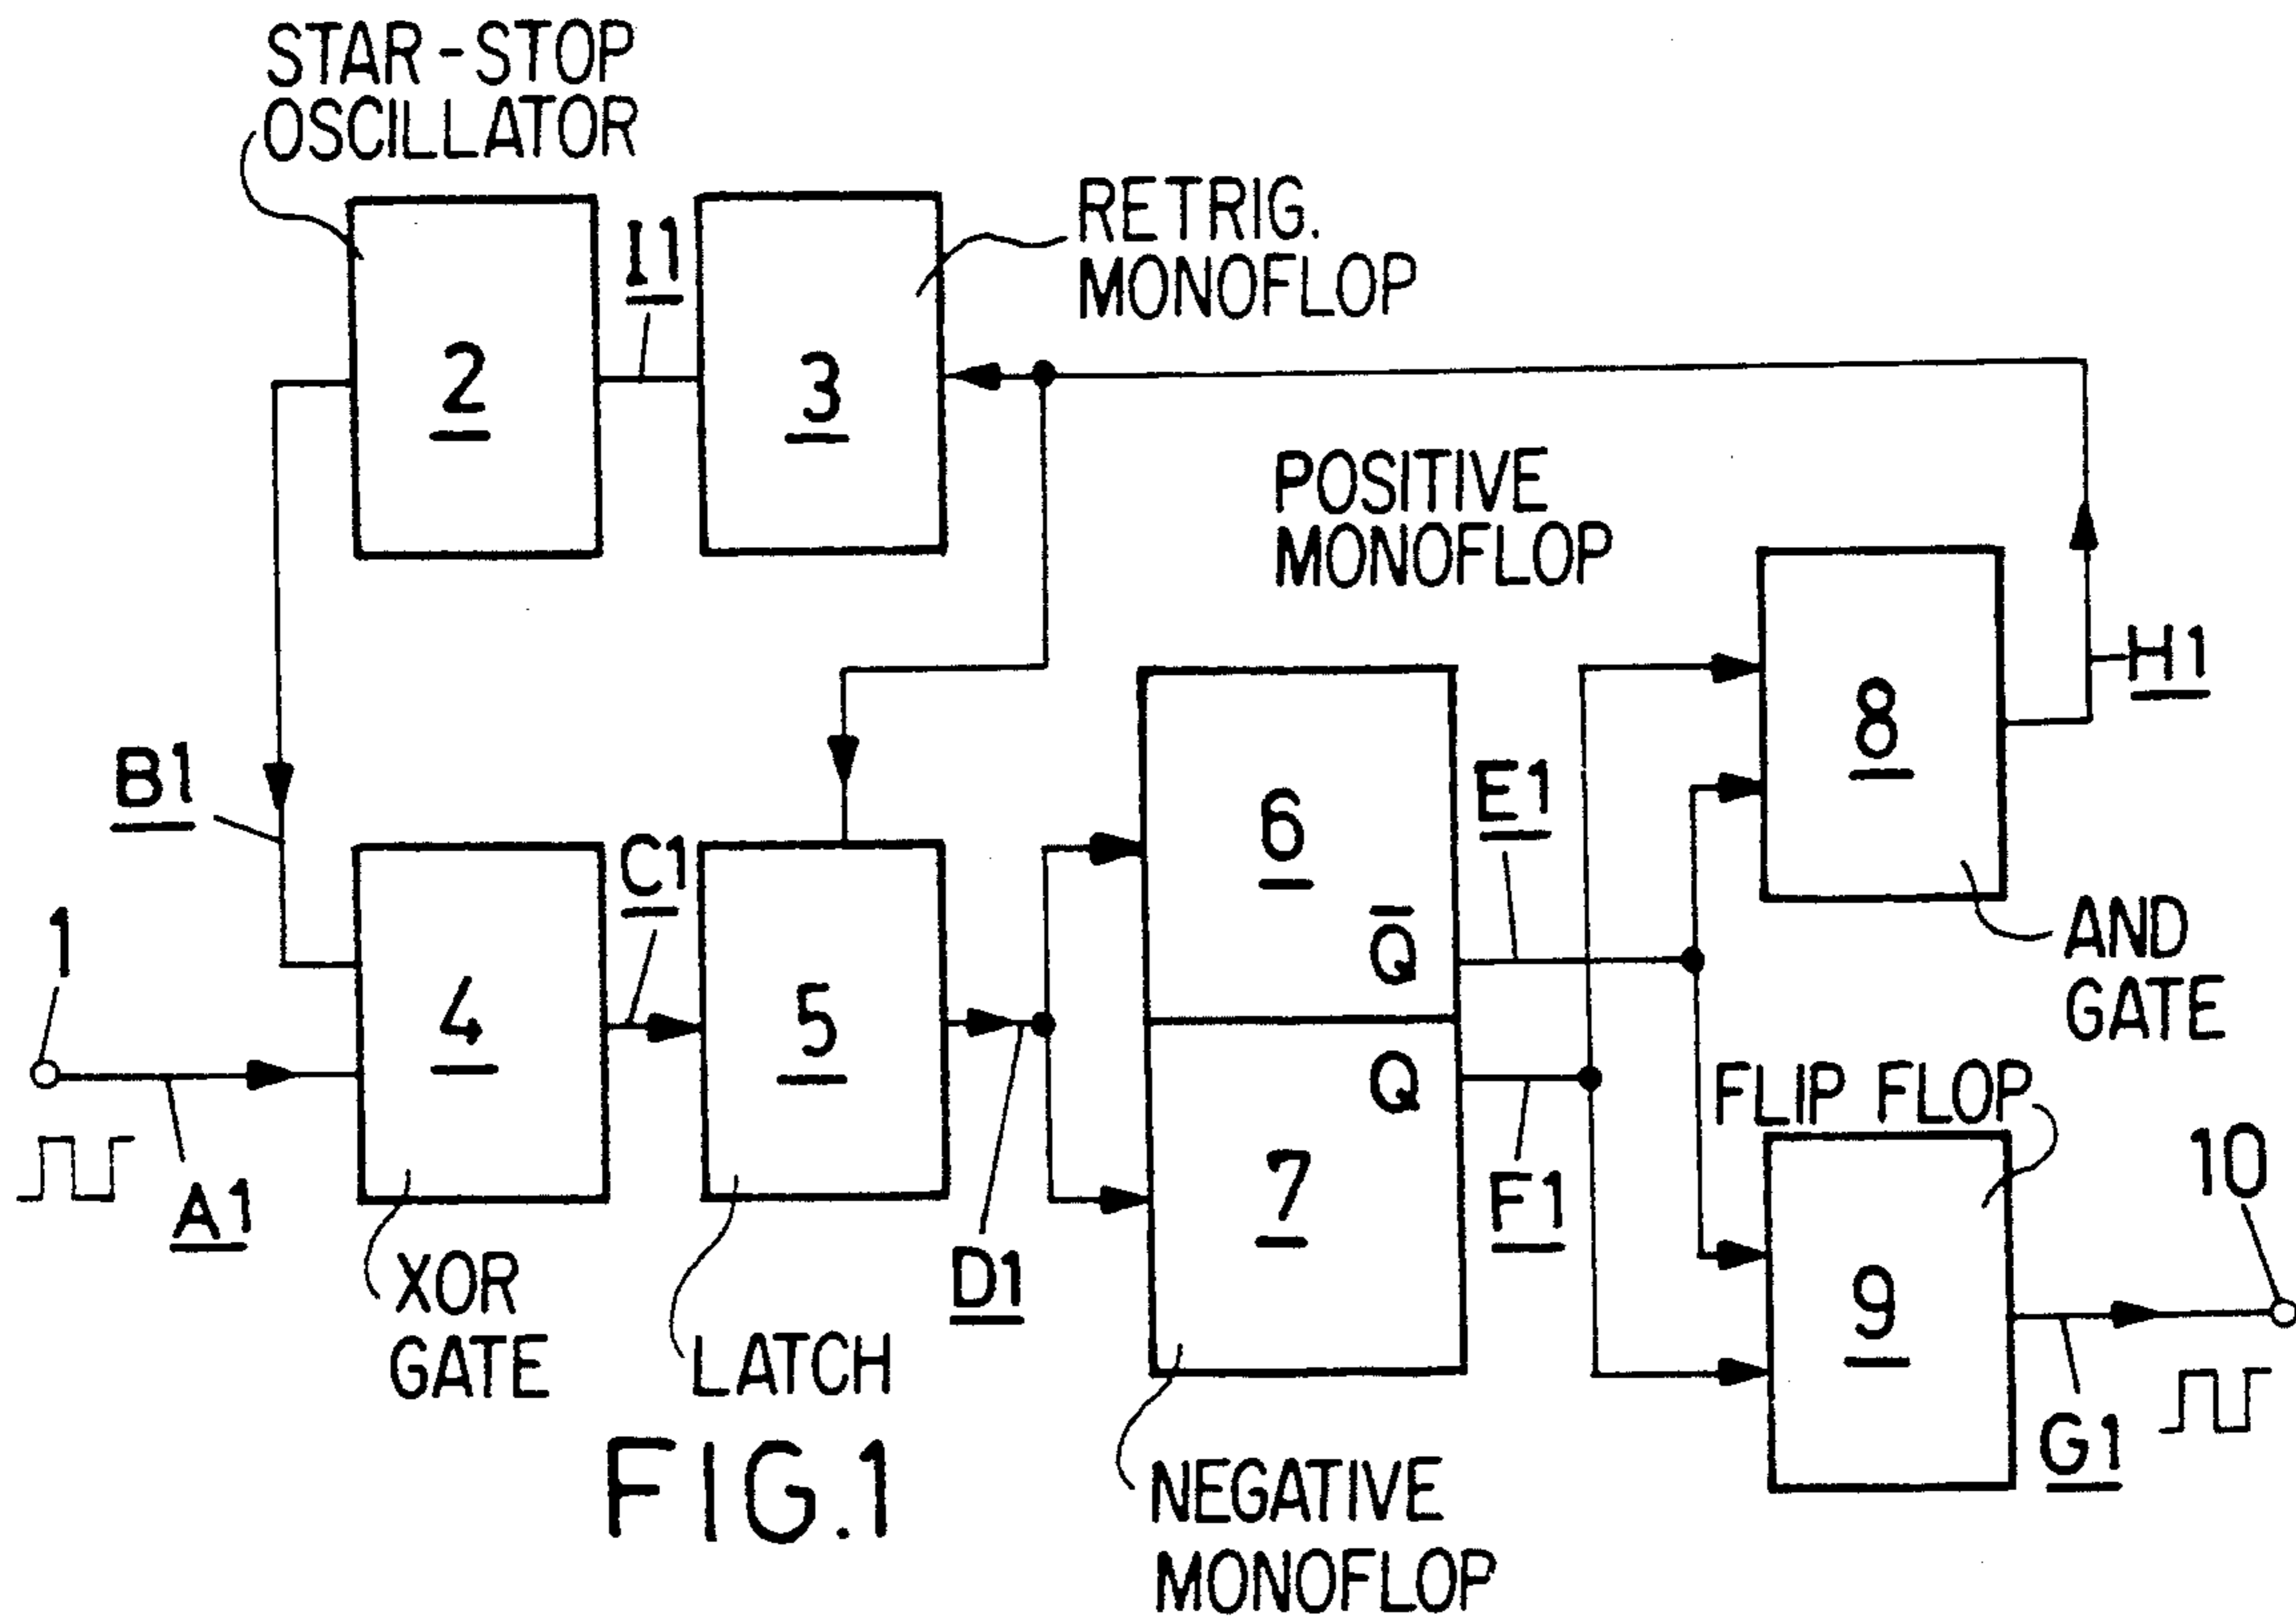 STAR-STOP
OSCILLATOR
I1
RETRIG.
MONOFLOP
2
3
POSITIVE
MONOFLOP
H1
8
B1
E1
6
C1
1
Q̅
AND
GATE
4
5
Q
FLIP FLOP
10
A1
7
F1
XOR
GATE
D1
9
LATCH
G1
FIG.1
NEGATIVE
MONOFLOP